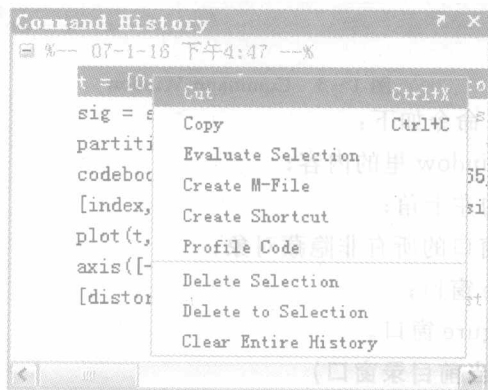 Command History
%-- 07-1-16 下午4:47 --%
t = [0:
Cut Ctrl+X
sig = s
Copy Ctrl+C
partiti
Evaluate Selection
codeboo
Create M-File
[index,
Create Shortcut
plot(t,
Profile Code
axis([-
Delete Selection
[distor
Delete to Selection
Clear Entire History